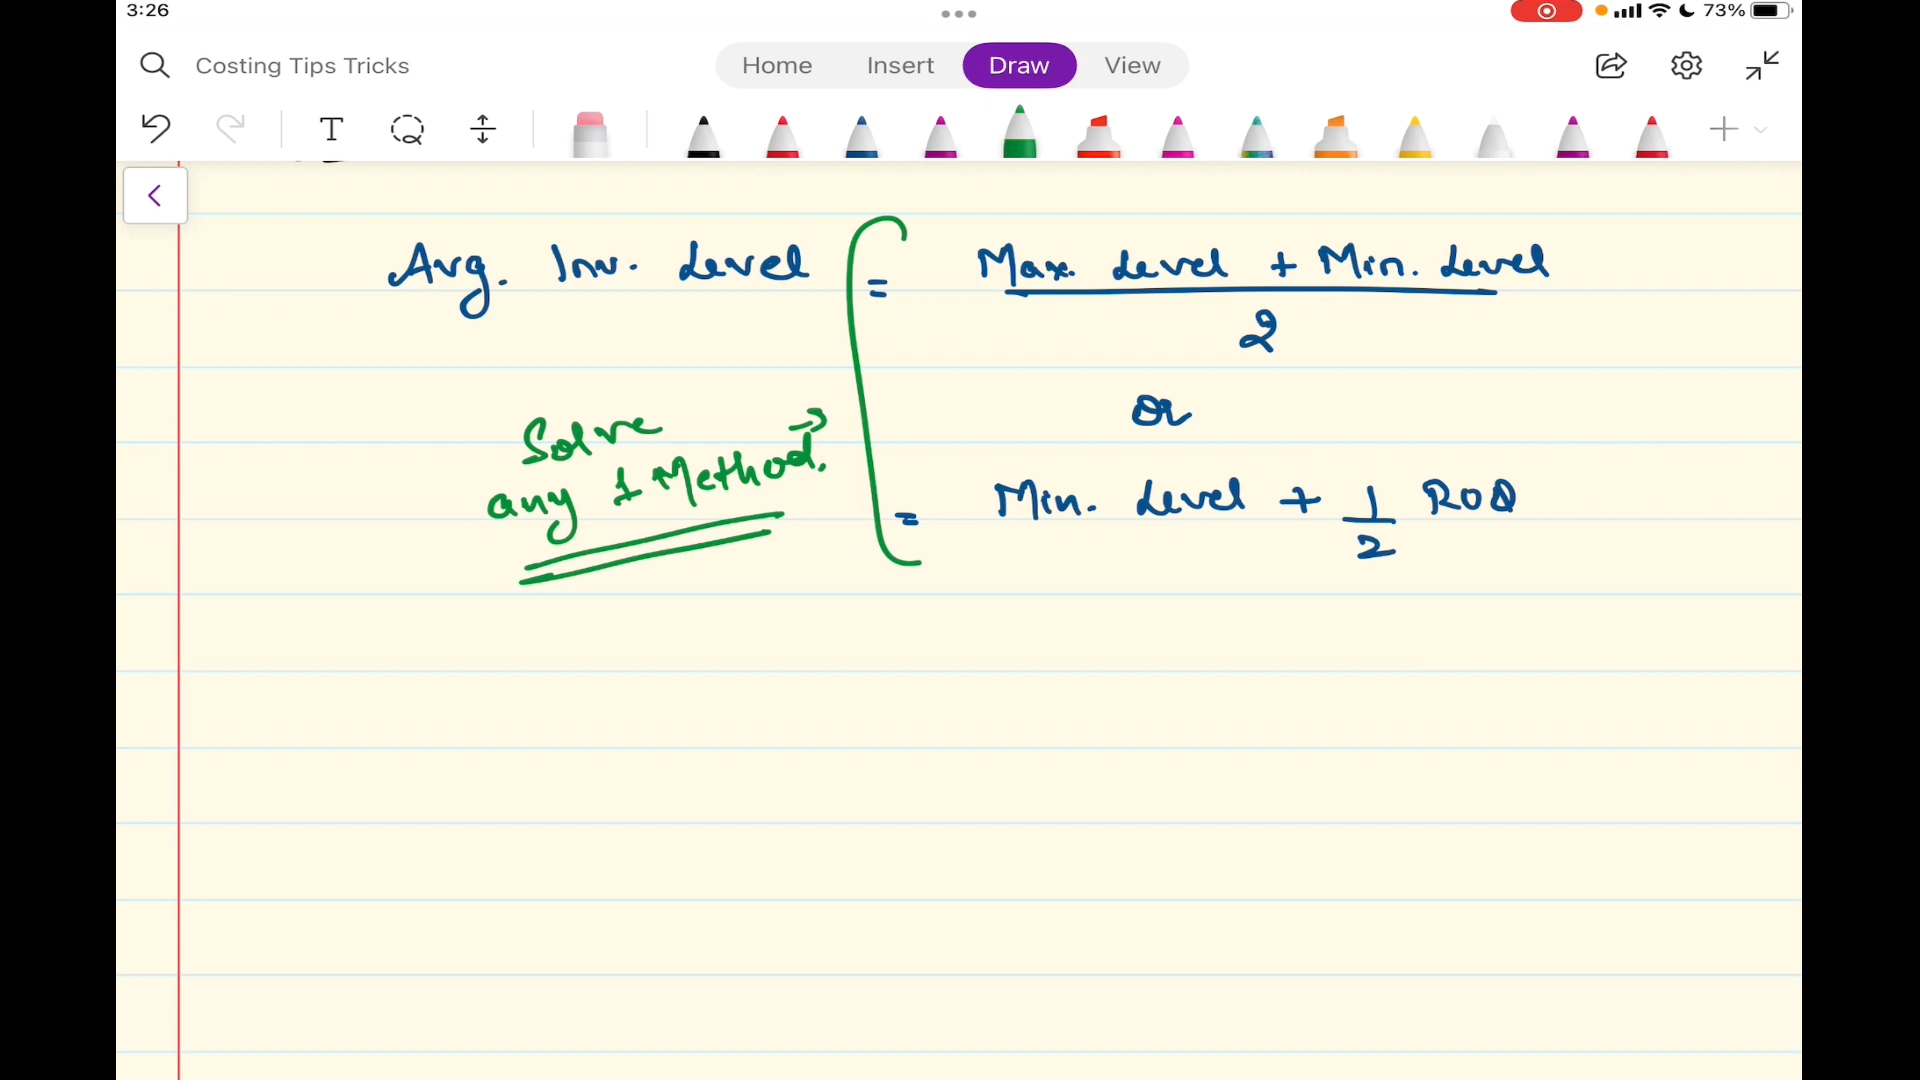 3:26
73%
Costing Tips Tricks
Home Insert Draw View
T
Avg. Inv. Level = Max. Level + Min. Level
2
or
Solve
any 1 Method.
= Min. Level + 1/2 ROQ